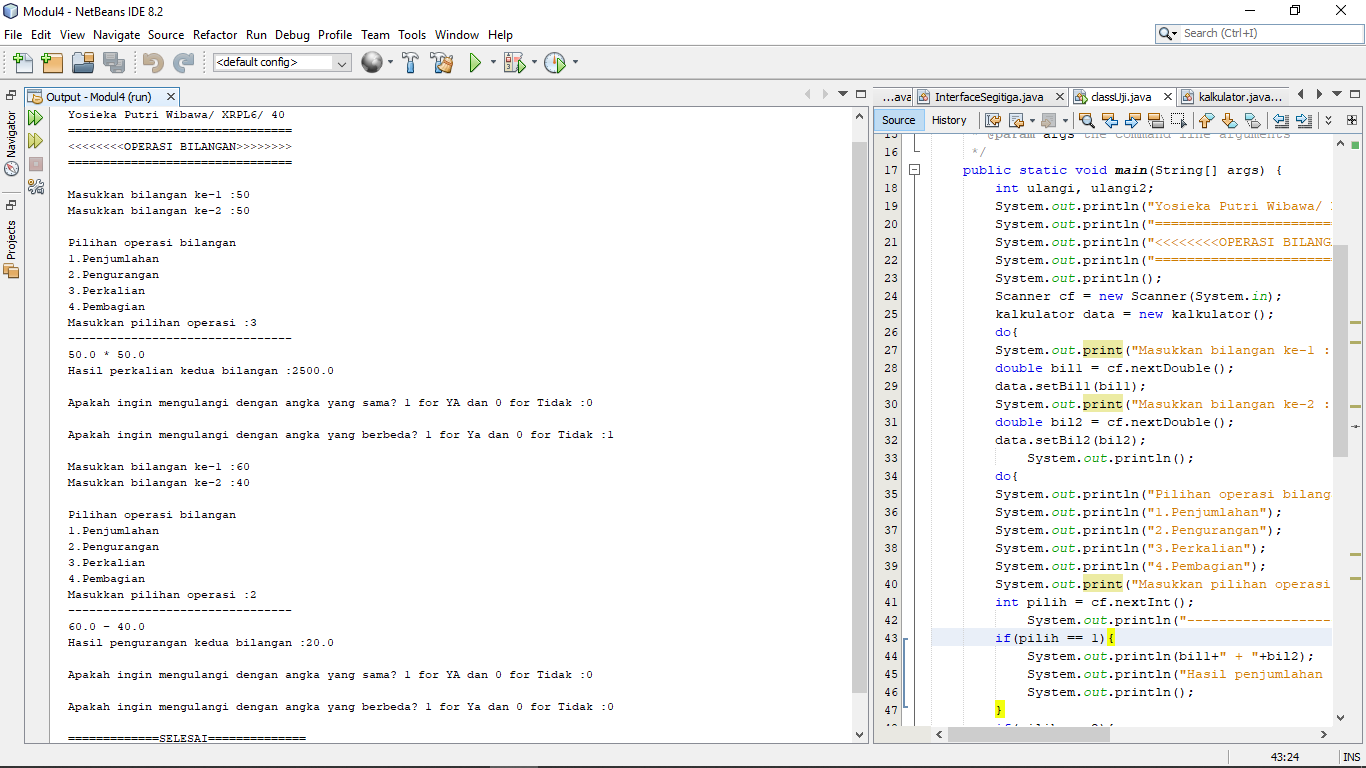 Modul4 - NetBeans IDE 8.2
File Edit View Navigate Source Refactor Run Debug Profile Team Tools Window Help
Search (Ctrl+I)
<default config>
Output - Modul4 (run)
Navigator
Projects
Yosieka Putri Wibawa/ XRPL6/ 40
================================
<<<<<<<<OPERASI BILANGAN>>>>>>>>
================================
Masukkan bilangan ke-1 :50
Masukkan bilangan ke-2 :50
Pilihan operasi bilangan
1.Penjumlahan
2.Pengurangan
3.Perkalian
4.Pembagian
Masukkan pilihan operasi :3
--------------------------------
50.0 * 50.0
Hasil perkalian kedua bilangan :2500.0
Apakah ingin mengulangi dengan angka yang sama? 1 for YA dan 0 for Tidak :0
Apakah ingin mengulangi dengan angka yang berbeda? 1 for Ya dan 0 for Tidak :1
Masukkan bilangan ke-1 :60
Masukkan bilangan ke-2 :40
Pilihan operasi bilangan
1.Penjumlahan
2.Pengurangan
3.Perkalian
4.Pembagian
Masukkan pilihan operasi :2
--------------------------------
60.0 - 40.0
Hasil pengurangan kedua bilangan :20.0
Apakah ingin mengulangi dengan angka yang sama? 1 for YA dan 0 for Tidak :0
Apakah ingin mengulangi dengan angka yang berbeda? 1 for Ya dan 0 for Tidak :0
=============SELESAI==============
...ava InterfaceSegitiga.java classUji.java kalkulator.java...
Source History
15 @param args the command line arguments
16 */
17 public static void main(String[] args) {
18 int ulangi, ulangi2;
19 System.out.println("Yosieka Putri Wibawa/
20 System.out.println("======================
21 System.out.println("<<<<<<<<OPERASI BILANG
22 System.out.println("======================
23 System.out.println();
24 Scanner cf = new Scanner(System.in);
25 kalkulator data = new kalkulator();
26 do{
27 System.out.print("Masukkan bilangan ke-1 :
28 double bil1 = cf.nextDouble();
29 data.setBil1(bil1);
30 System.out.print("Masukkan bilangan ke-2 :
31 double bil2 = cf.nextDouble();
32 data.setBil2(bil2);
33 System.out.println();
34 do{
35 System.out.println("Pilihan operasi bilang
36 System.out.println("1.Penjumlahan");
37 System.out.println("2.Pengurangan");
38 System.out.println("3.Perkalian");
39 System.out.println("4.Pembagian");
40 System.out.print("Masukkan pilihan operasi
41 int pilih = cf.nextInt();
42 System.out.println("------------------
43 if(pilih == 1){
44 System.out.println(bil1+" + "+bil2);
45 System.out.println("Hasil penjumlahan
46 System.out.println();
47 }
43:24 INS